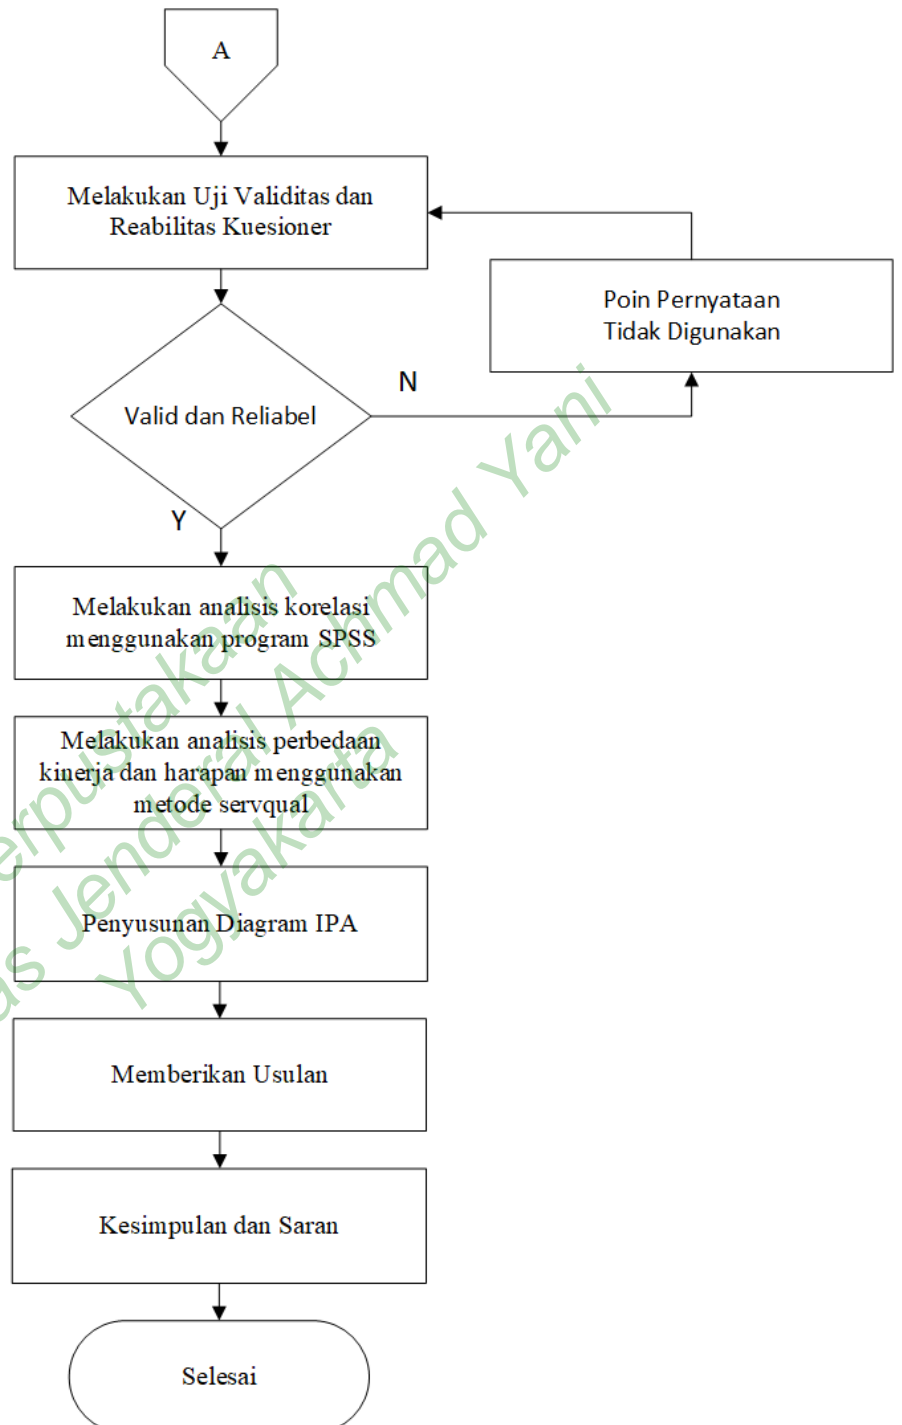 A
Melakukan Uji Validitas dan
Reabilitas Kuesioner
Poin Pernyataan
Tidak Digunakan
N
Valid dan Reliabel
Y
Melakukan analisis korelasi
menggunakan program SPSS
Melakukan analisis perbedaan
kinerja dan harapan menggunakan
metode servqual
Penyusunan Diagram IPA
Memberikan Usulan
Kesimpulan dan Saran
Selesai
erpustakaan
as Jenderal Achmad Yani
Yogyakarta